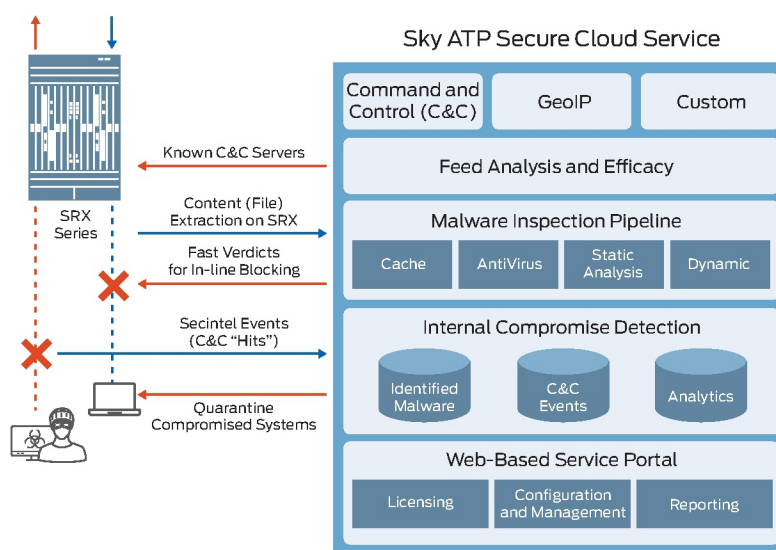 Sky ATP Secure Cloud Service
Command and
Control (C&C)
GeoIP
Custom
Known C&C Servers
Feed Analysis and Efficacy
SRX
Series
Content (File)
Extraction on SRX
Malware Inspection Pipeline
Cache
AntiVirus
Static
Analysis
Dynamic
Fast Verdicts
for In-line Blocking
Secintel Events
(C&C “Hits”)
Internal Compromise Detection
Identified
Malware
C&C
Events
Analytics
Quarantine
Compromised Systems
Web-Based Service Portal
Licensing
Configuration
and Management
Reporting